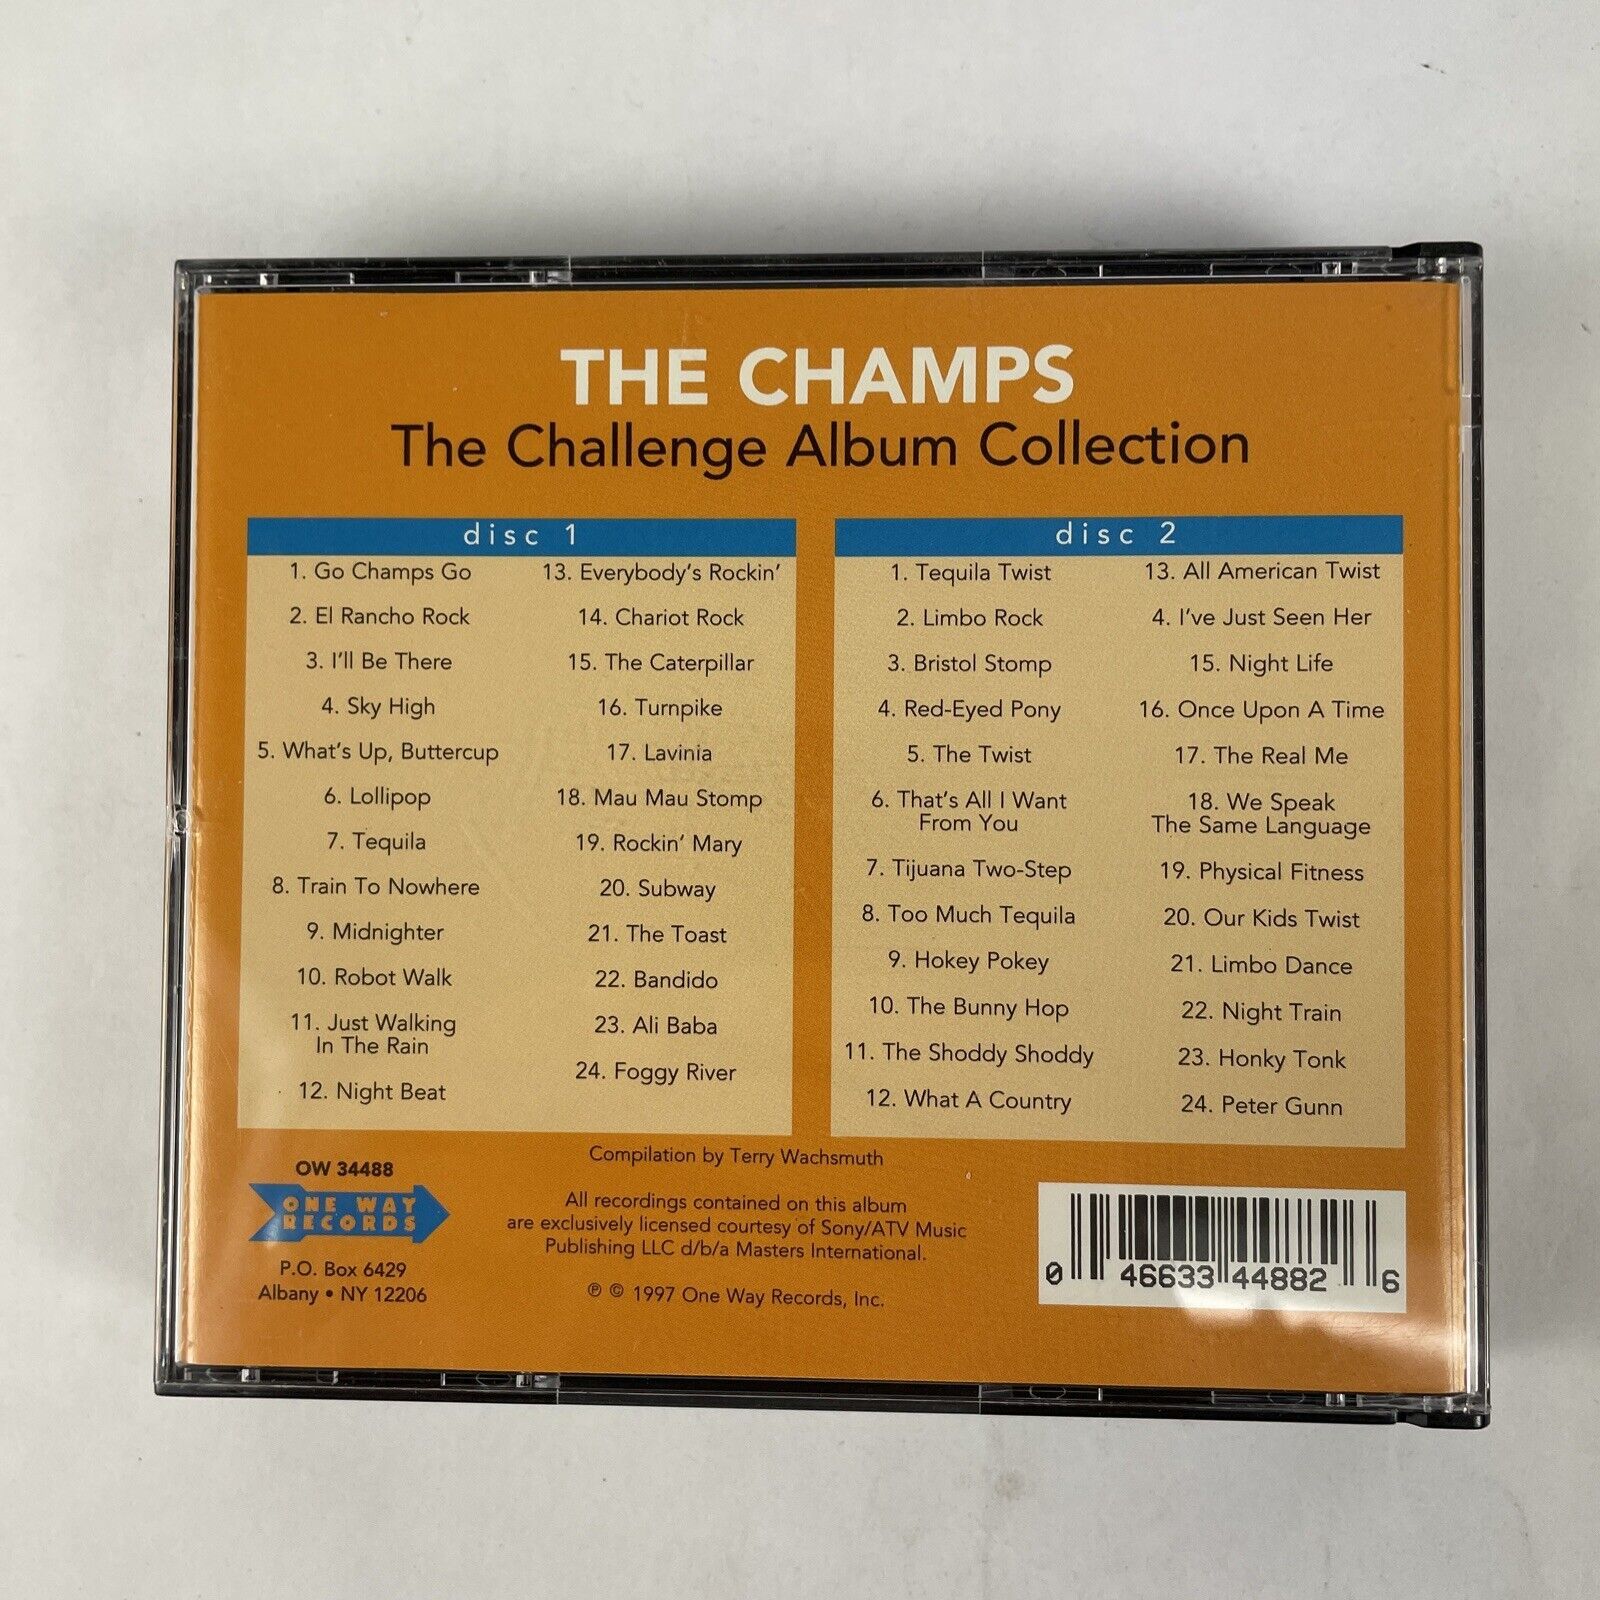 THE CHAMPS
The Challenge Album Collection
disc 1
1. Go Champs Go
2. El Rancho Rock
3. I'll Be There
4. Sky High
5. What's Up, Buttercup
6. Lollipop
7. Tequila
8. Train To Nowhere
9. Midnighter
10. Robot Walk
11. Just Walking
In The Rain
12. Night Beat
13. Everybody's Rockin'
14. Chariot Rock
15. The Caterpillar
16. Turnpike
17. Lavinia
18. Mau Mau Stomp
19. Rockin' Mary
20. Subway
21. The Toast
22. Bandido
23. Ali Baba
24. Foggy River
disc 2
1. Tequila Twist
2. Limbo Rock
3. Bristol Stomp
4. Red-Eyed Pony
5. The Twist
6. That's All I Want
From You
7. Tijuana Two-Step
8. Too Much Tequila
9. Hokey Pokey
10. The Bunny Hop
11. The Shoddy Shoddy
12. What A Country
13. All American Twist
4. I've Just Seen Her
15. Night Life
16. Once Upon A Time
17. The Real Me
18. We Speak
The Same Language
19. Physical Fitness
20. Our Kids Twist
21. Limbo Dance
22. Night Train
23. Honky Tonk
24. Peter Gunn
OW 34488
ONE WAY
RECORDS
P.O. Box 6429
Albany • NY 12206
Compilation by Terry Wachsmuth
All recordings contained on this album
are exclusively licensed courtesy of Sony/ATV Music
Publishing LLC d/b/a Masters International.
℗ © 1997 One Way Records, Inc.
0 46633 44882 6